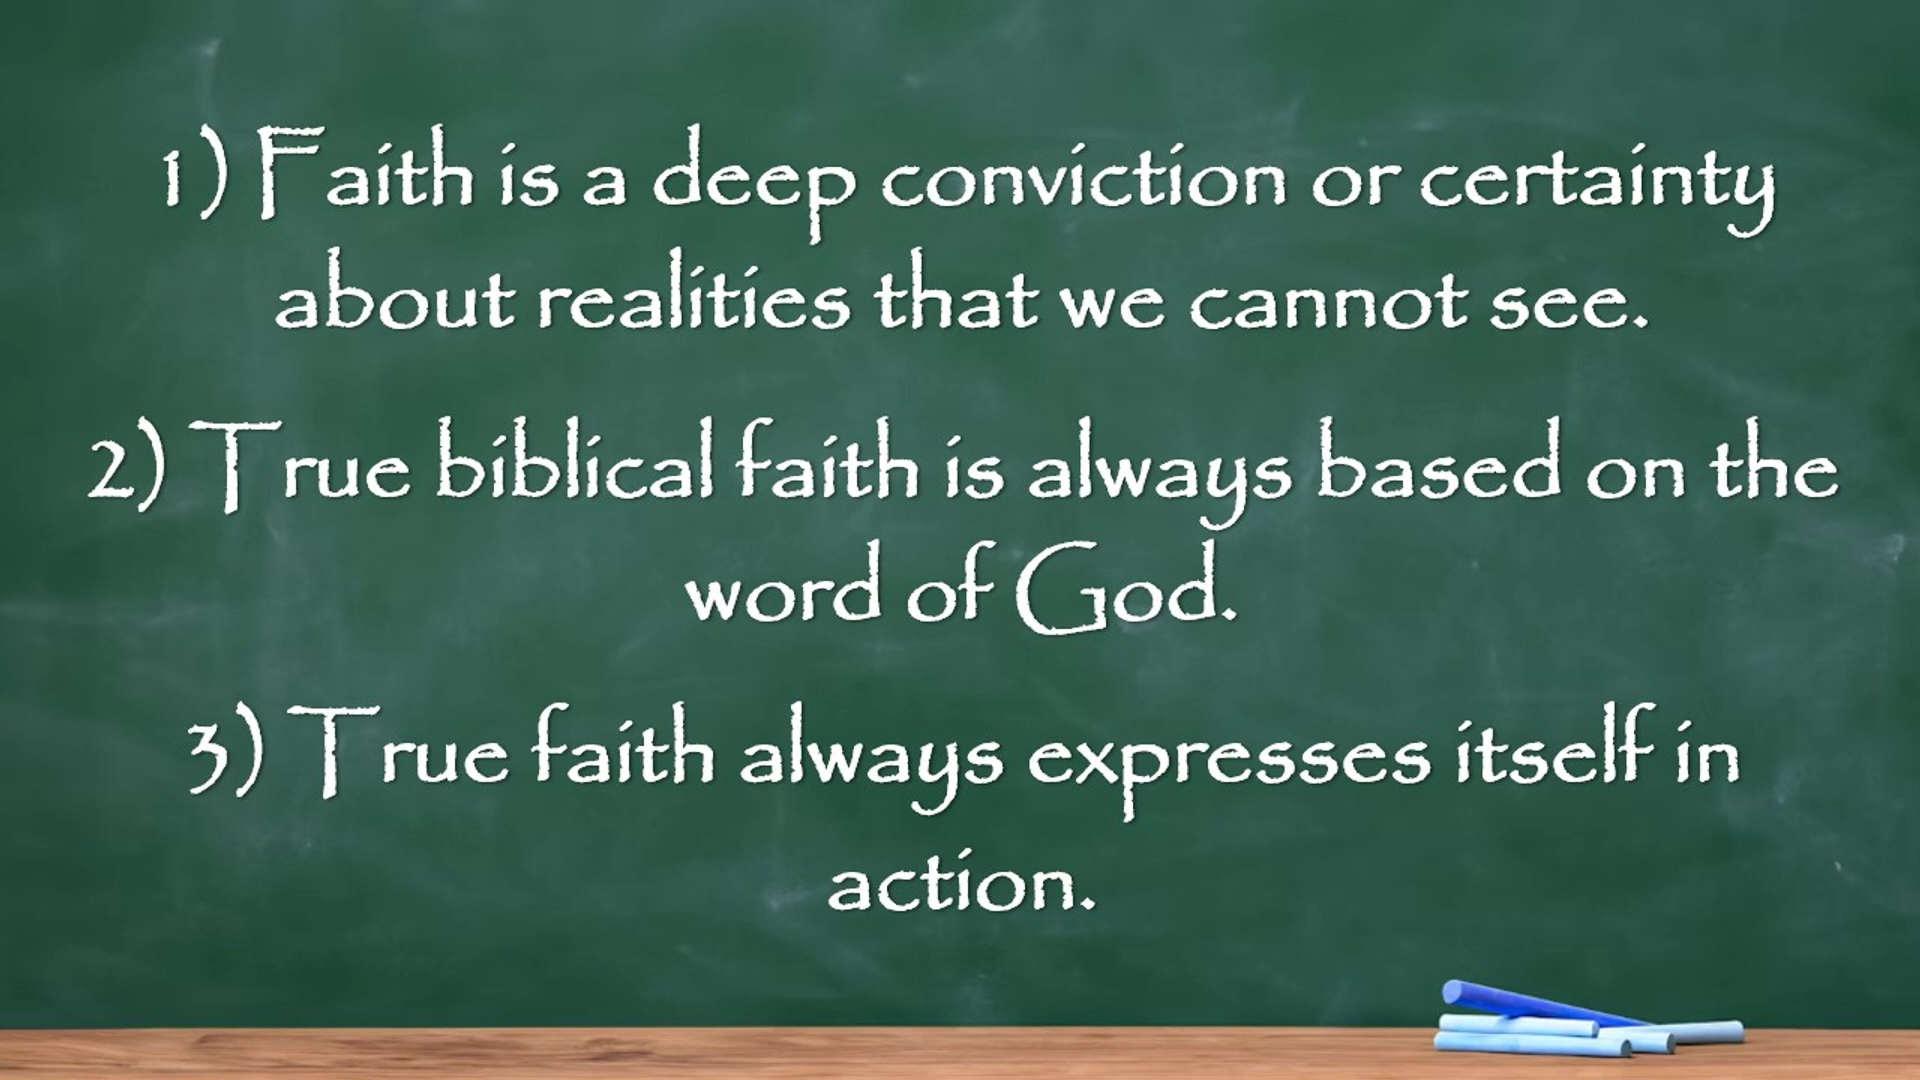 1) Faith is a deep conviction or certainty
about realities that we cannot see.
2) True biblical faith is always based on the
word of God.
3) True faith always expresses itself in
action.